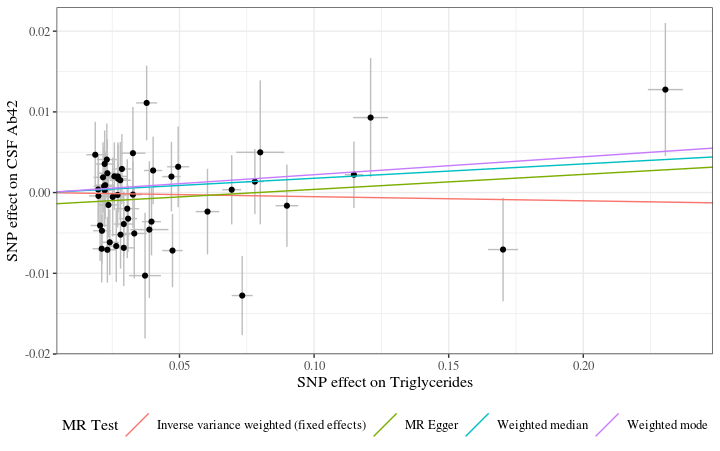 0.02
0.01
0.00
-0.01
-0.02
SNP effect on CSF Ab42
0.05 0.10 0.15 0.20
SNP effect on Triglycerides
MR Test Inverse variance weighted (fixed effects) MR Egger Weighted median Weighted mode